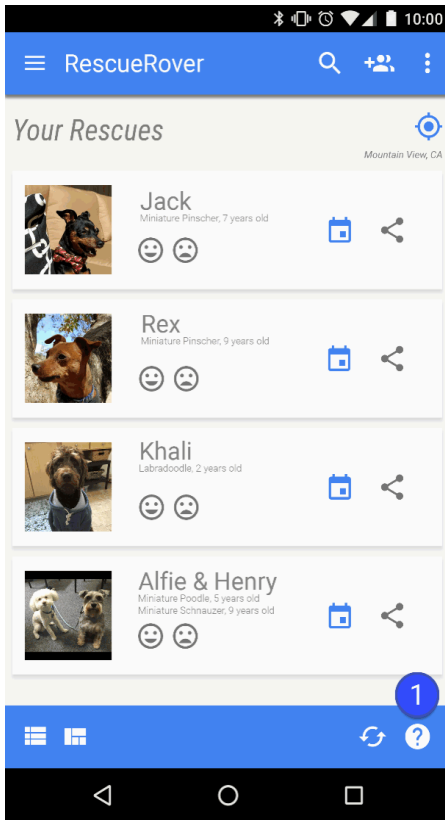 10:00
RescueRover
Your Rescues
Mountain View, CA
Jack
Miniature Pinscher, 7 years old
Rex
Miniature Pinscher, 9 years old
Khali
Labradoodle, 2 years old
Alfie & Henry
Miniature Poodle, 5 years old
Miniature Schnauzer, 9 years old
1
?